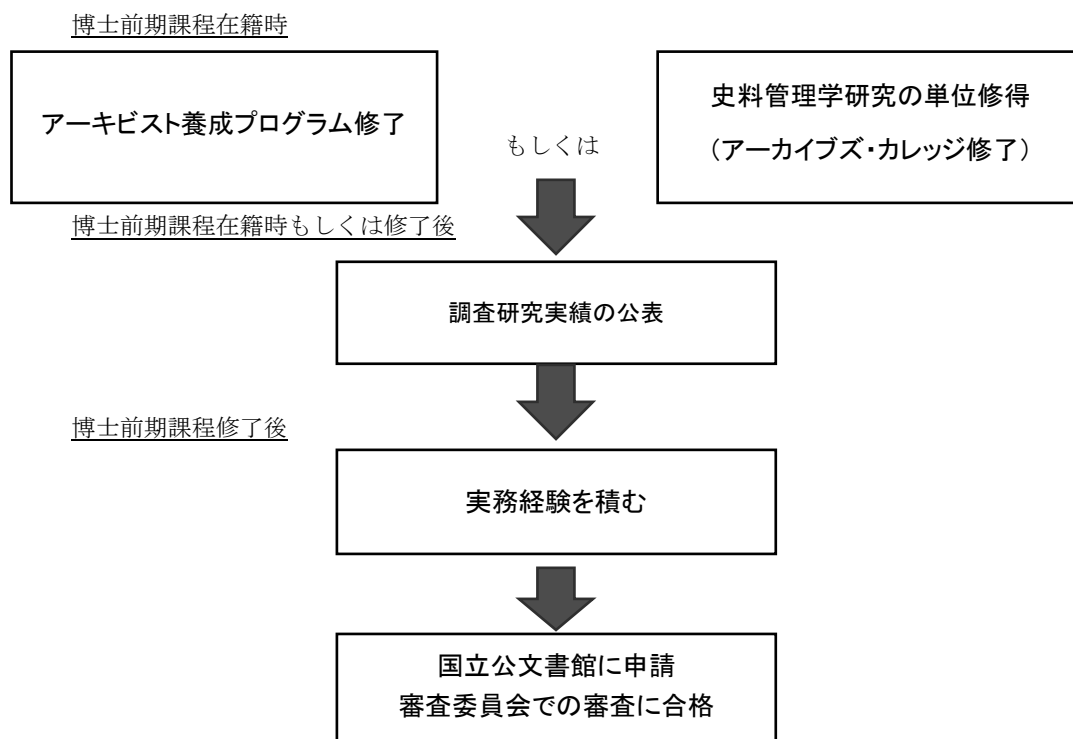 博士前期課程在籍時
アーキビスト養成プログラム修了
もしくは
史料管理学研究の単位修得
（アーカイブズ・カレッジ修了）
博士前期課程在籍時もしくは修了後
調査研究実績の公表
博士前期課程修了後
実務経験を積む
国立公文書館に申請
審査委員会での審査に合格